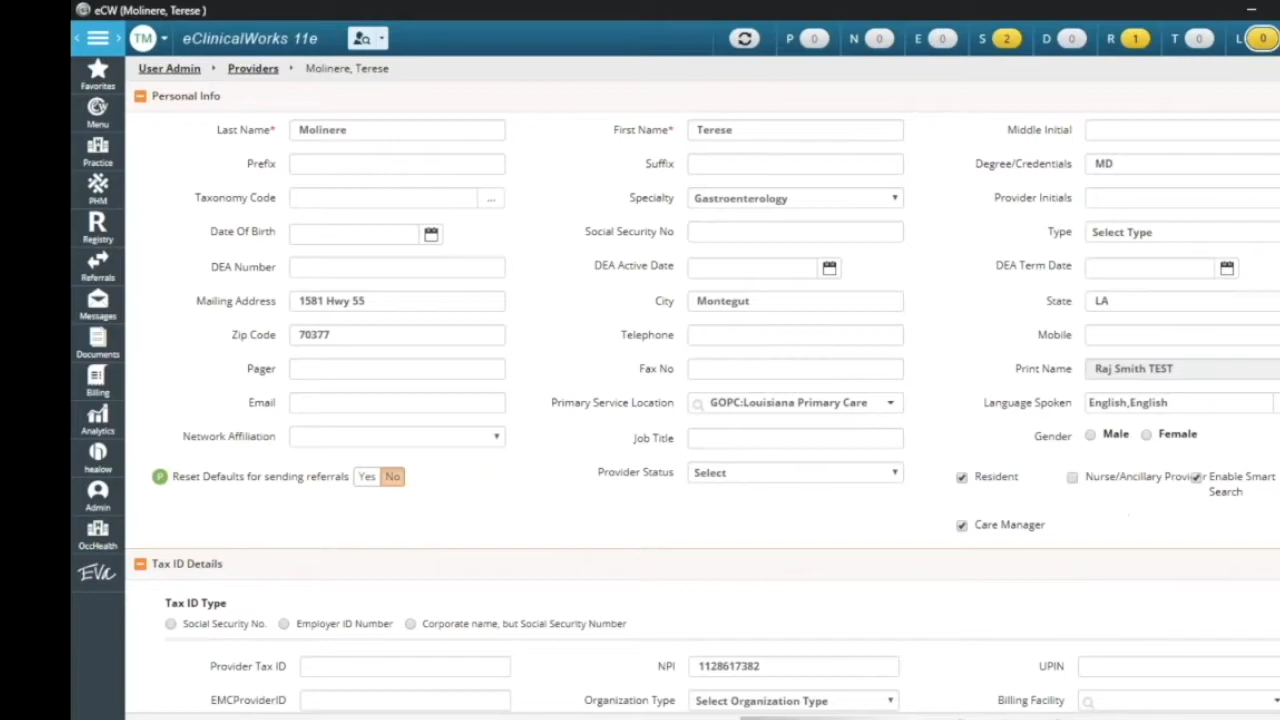 eCW (Molinere, Terese )
TM eClinicalWorks 11e P 0 N 0 E 0 S 2 D 0 R 1 T 0 L 0
Favorites
Menu
Practice
PHM
R
Registry
Referrals
Messages
Documents
Billing
Analytics
healow
Admin
OccHealth
EVA
User Admin Providers Molinere, Terese
Personal Info
Last Name* Molinere First Name* Terese Middle Initial
Prefix Suffix Degree/Credentials MD
Taxonomy Code ... Specialty Gastroenterology Provider Initials
Date Of Birth Social Security No Type Select Type
DEA Number DEA Active Date DEA Term Date
Mailing Address 1581 Hwy 55 City Montegut State LA
Zip Code 70377 Telephone Mobile
Pager Fax No Print Name Raj Smith TEST
Email Primary Service Location GOPC:Louisiana Primary Care Language Spoken English,English
Network Affiliation Job Title Gender Male Female
P Reset Defaults for sending referrals Yes No Provider Status Select Resident Nurse/Ancillary Provider Enable Smart
Search
Care Manager
Tax ID Details
Tax ID Type
Social Security No. Employer ID Number Corporate name, but Social Security Number
Provider Tax ID NPI 1128617382 UPIN
EMCProviderID Organization Type Select Organization Type Billing Facility